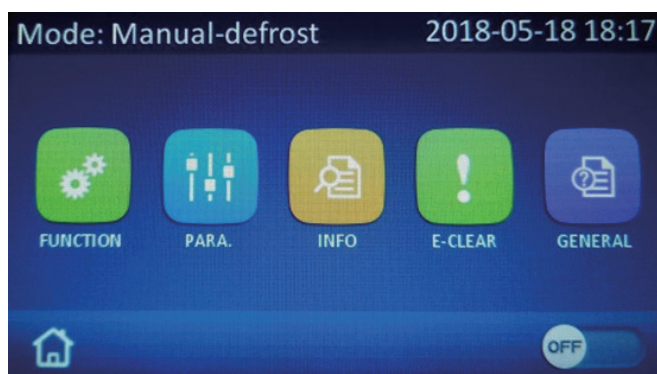 Mode: Manual-defrost 2018-05-18 18:17
FUNCTION PARA. INFO E-CLEAR GENERAL
OFF